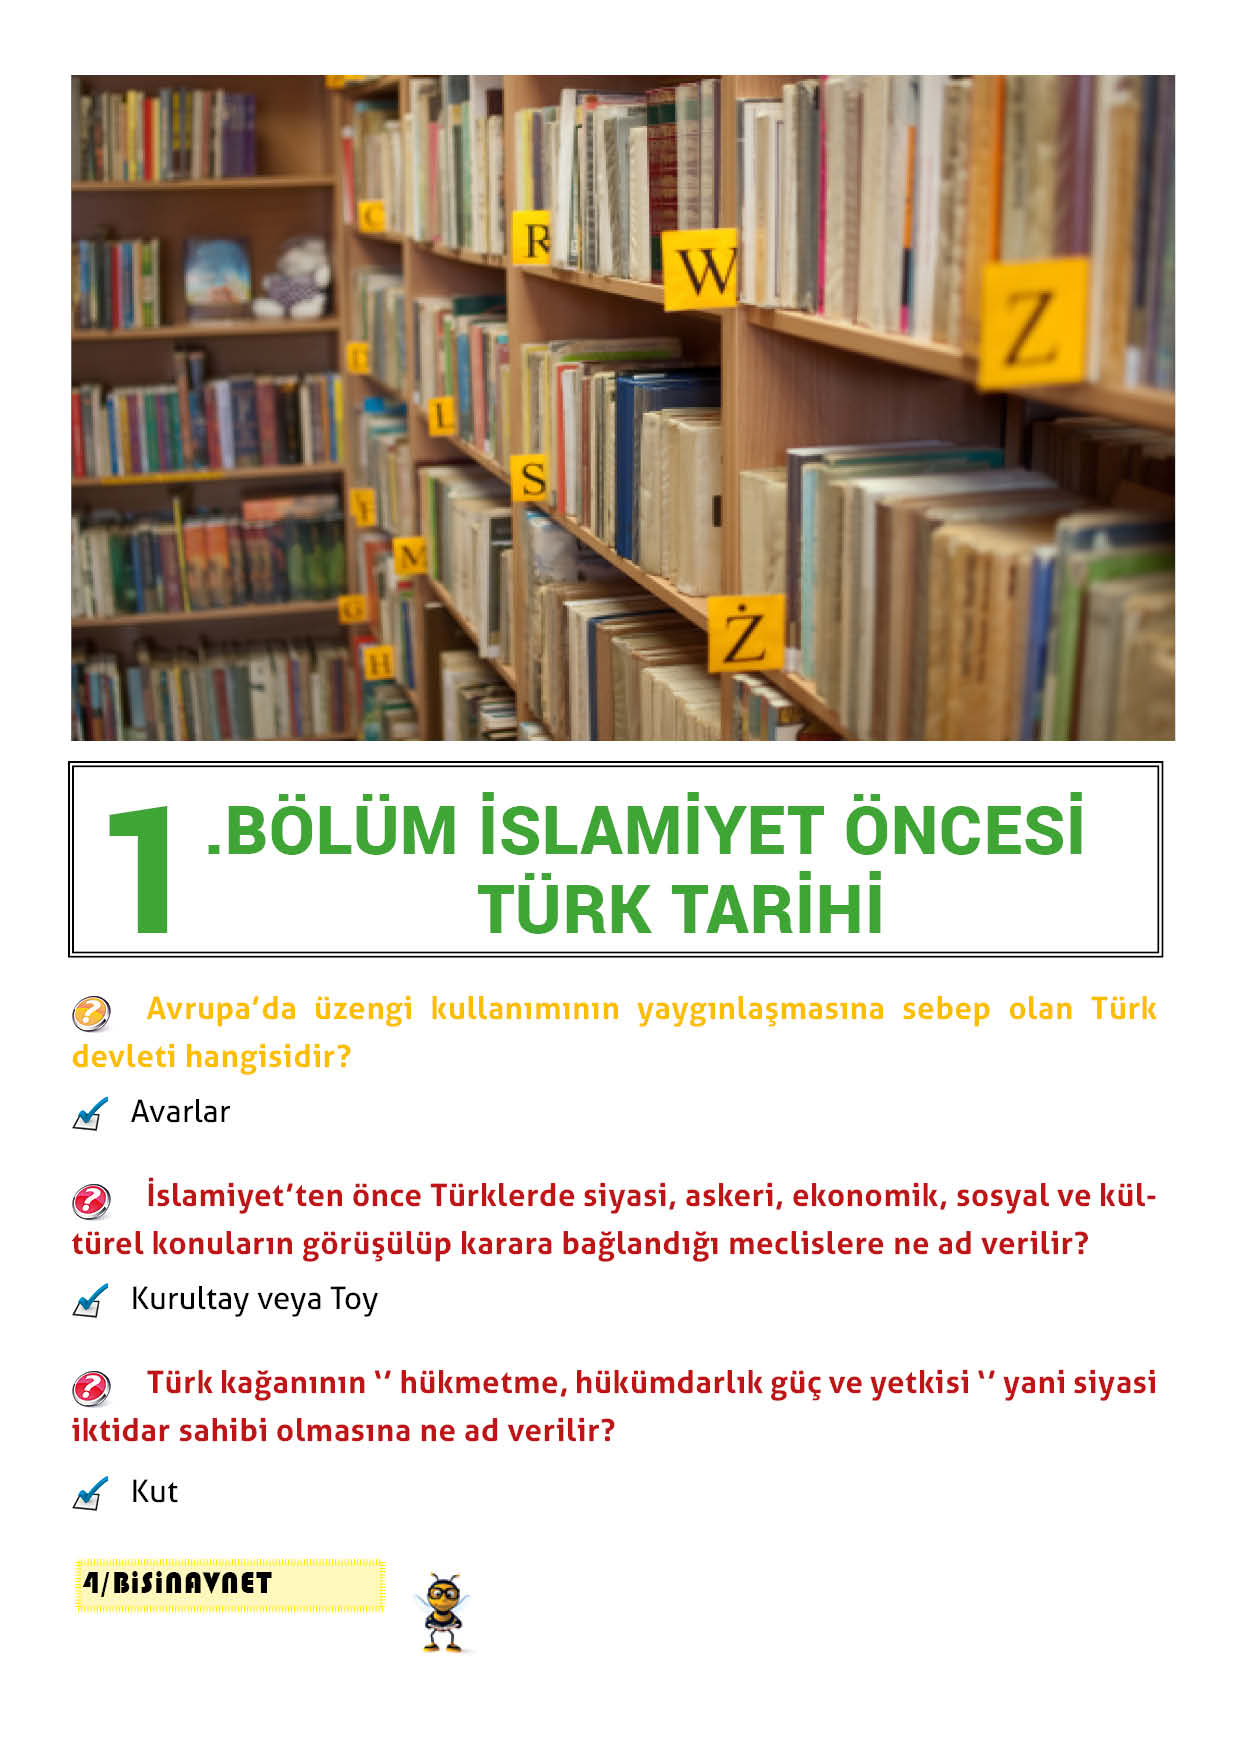 C
R
W
Z
D
L
S
F
M
G
H
Ż
1.BÖLÜM İSLAMİYET ÖNCESİ
TÜRK TARİHİ
Avrupa’da üzengi kullanımının yaygınlaşmasına sebep olan Türk
devleti hangisidir?
Avarlar
İslamiyet’ten önce Türklerde siyasi, askeri, ekonomik, sosyal ve kül-
türel konuların görüşülüp karara bağlandığı meclislere ne ad verilir?
Kurultay veya Toy
Türk kağanının ‘’ hükmetme, hükümdarlık güç ve yetkisi ‘’ yani siyasi
iktidar sahibi olmasına ne ad verilir?
Kut
4/BİSİNAVNET